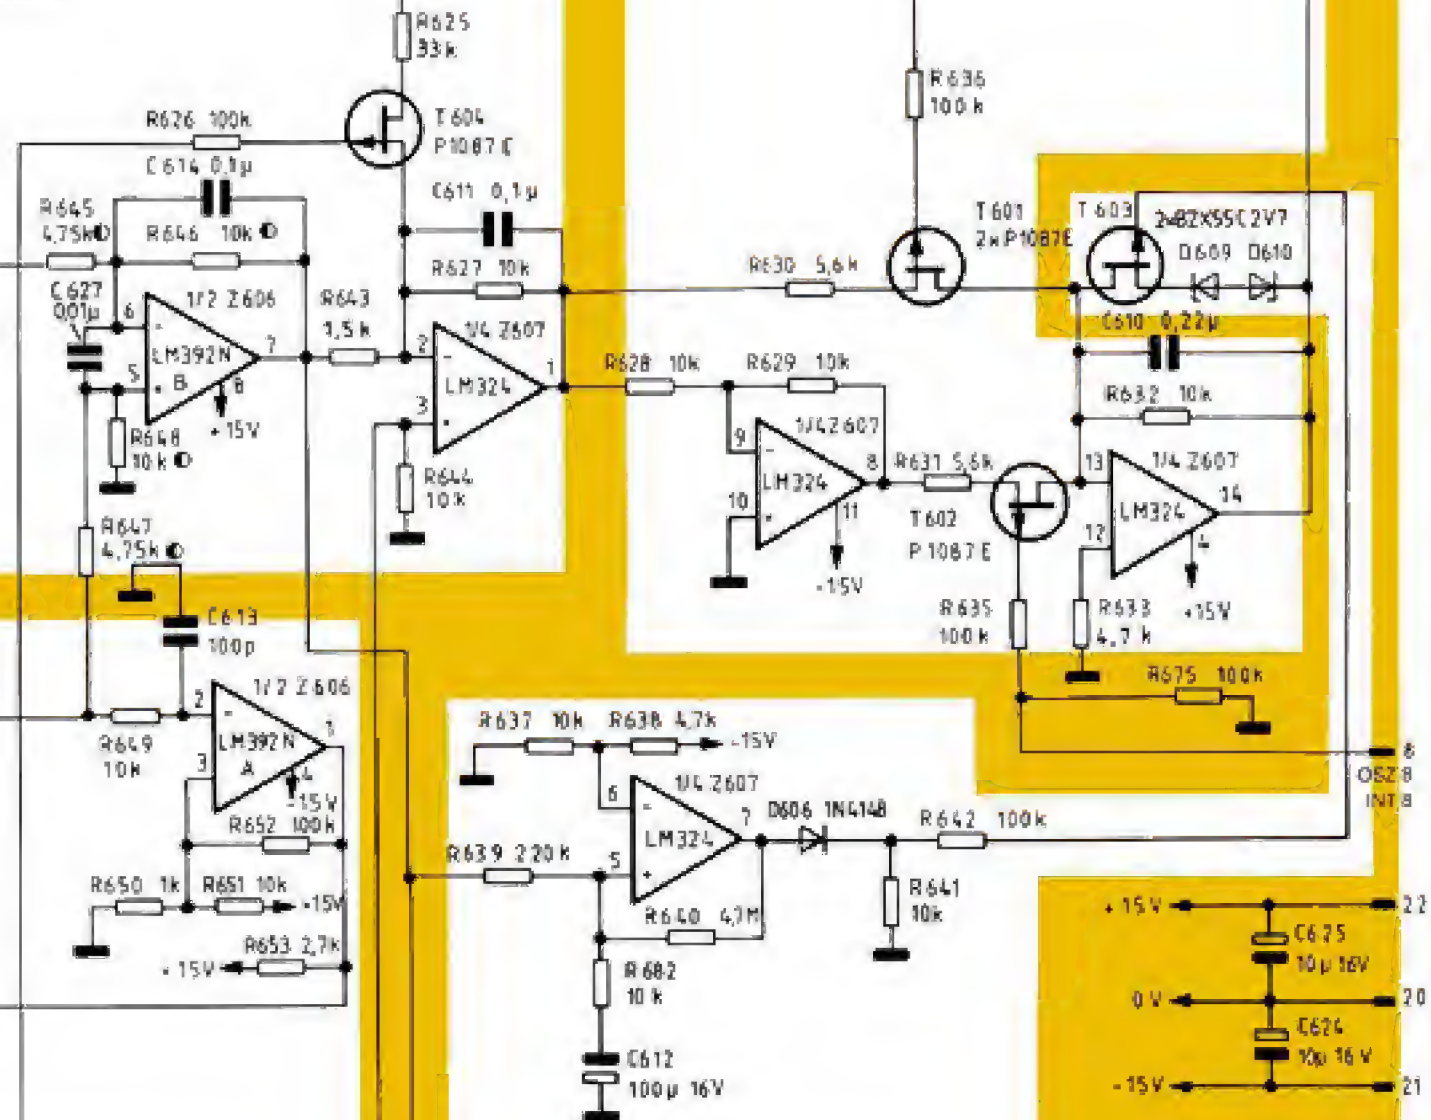 R625
33k
R636
100k
R626 100k
T604
P1087E
C614 0,1µ
C611 0,1µ
R645
4,75k
R646 10k
T601
2xP1087E
T603
2xBZX55C2V7
D609 D610
R627 10k
R630 5,6k
C627
0,01µ
6
1/2 Z606
R643
1,5k
1/4 Z607
C610 0,22µ
-
LM392N
B
7
5
8
+15V
2
-
LM324
1
3
R628 10k
R629 10k
R632 10k
R648
10k
R644
10k
1/4 Z607
9
-
LM324
8
10
11
-15V
R631 5,6k
T602
P1087E
13
1/4 Z607
LM324
14
12
4
+15V
R647
4,75k
C613
100p
R635
100k
R633
4,7k
R675 100k
1/2 Z606
2
-
LM392N
A
1
3
4
-15V
R649
10k
R637 10k
R638 4,7k
-15V
6
OSZ 8
INT 8
1/4 Z607
6
-
LM324
7
5
+
D606 1N4148
R642 100k
R652 100k
R639 220k
R650 1k
R651 10k
-15V
R640 4,7M
R641
10k
R653 2,7k
+15V
R682
10k
C612
100µ 16V
+15V
22
C625
10µ 16V
0V
20
C624
10µ 16V
-15V
21